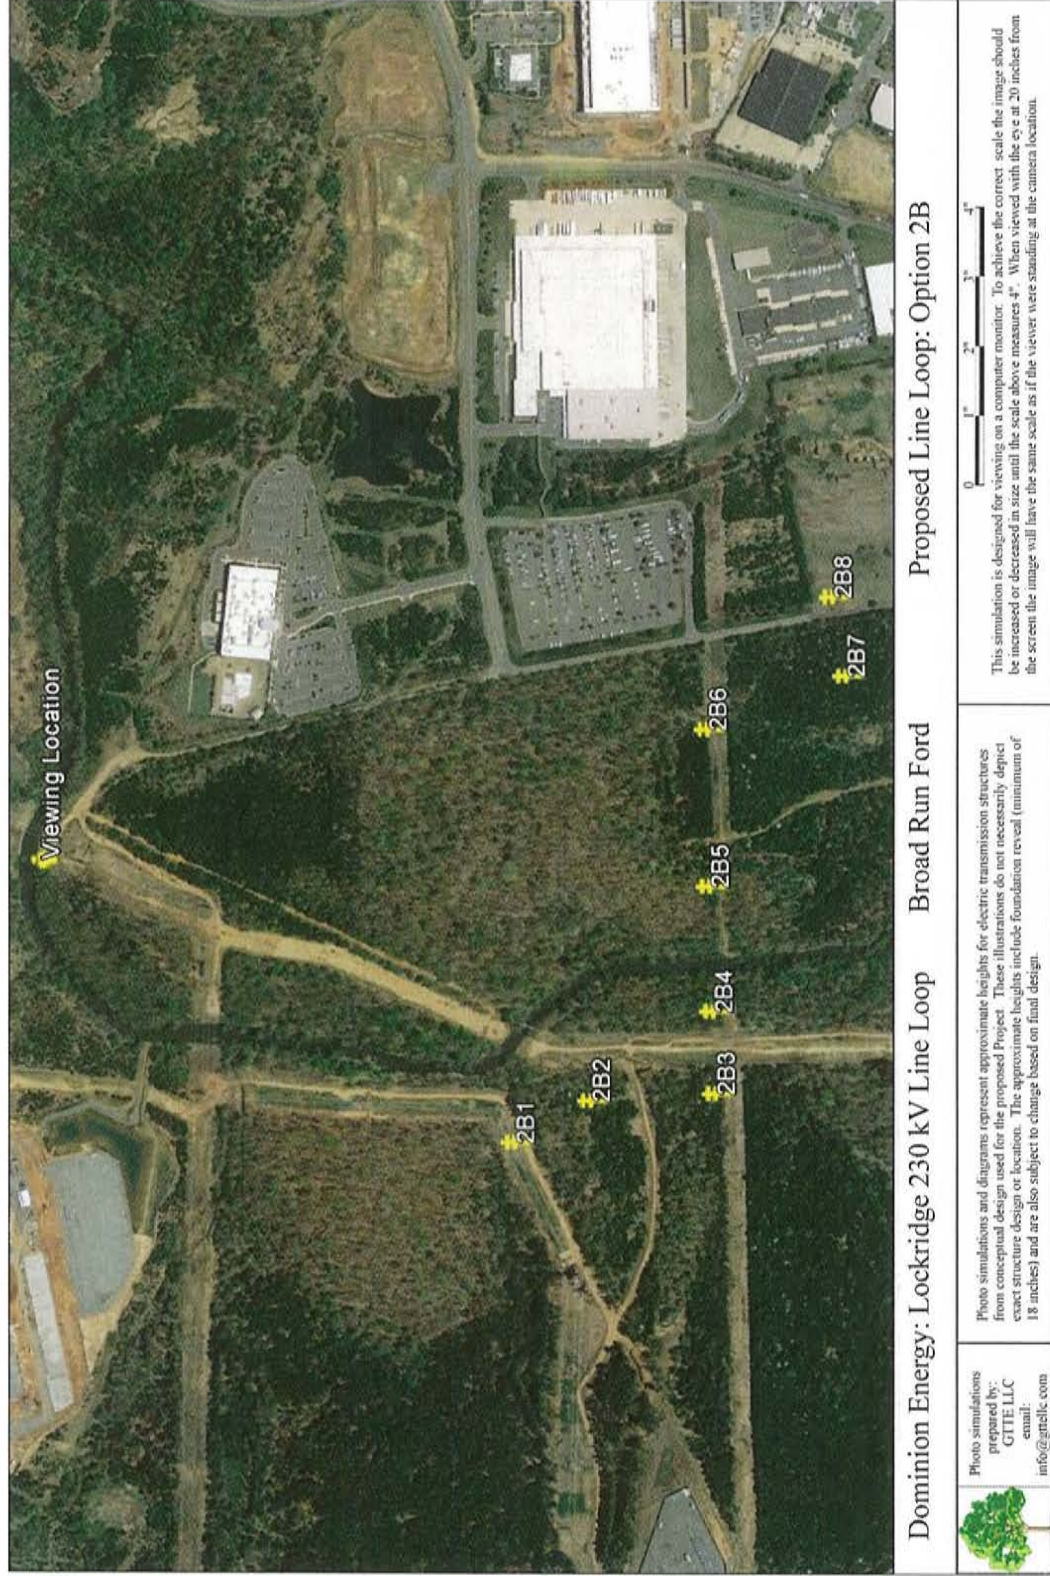 Viewing Location
2B1
2B2
2B3
2B4
2B5
2B6
2B7
2B8
Dominion Energy: Lockridge 230 kV Line Loop
Broad Run Ford
Proposed Line Loop: Option 2B
Photo simulations
prepared by:
GTTE LLC
email:
info@gttellc.com
Photo simulations and diagrams represent approximate heights for electric transmission structures
from conceptual design used for the proposed Project. These illustrations do not necessarily depict
exact structure design or location. The approximate heights include foundation reveal (minimum of
18 inches) and are also subject to change based on final design.
0 1" 2" 3" 4"
This simulation is designed for viewing on a computer monitor. To achieve the correct scale the image should
be increased or decreased in size until the scale above measures 4". When viewed with the eye at 20 inches from
the screen the image will have the same scale as if the viewer were standing at the camera location.